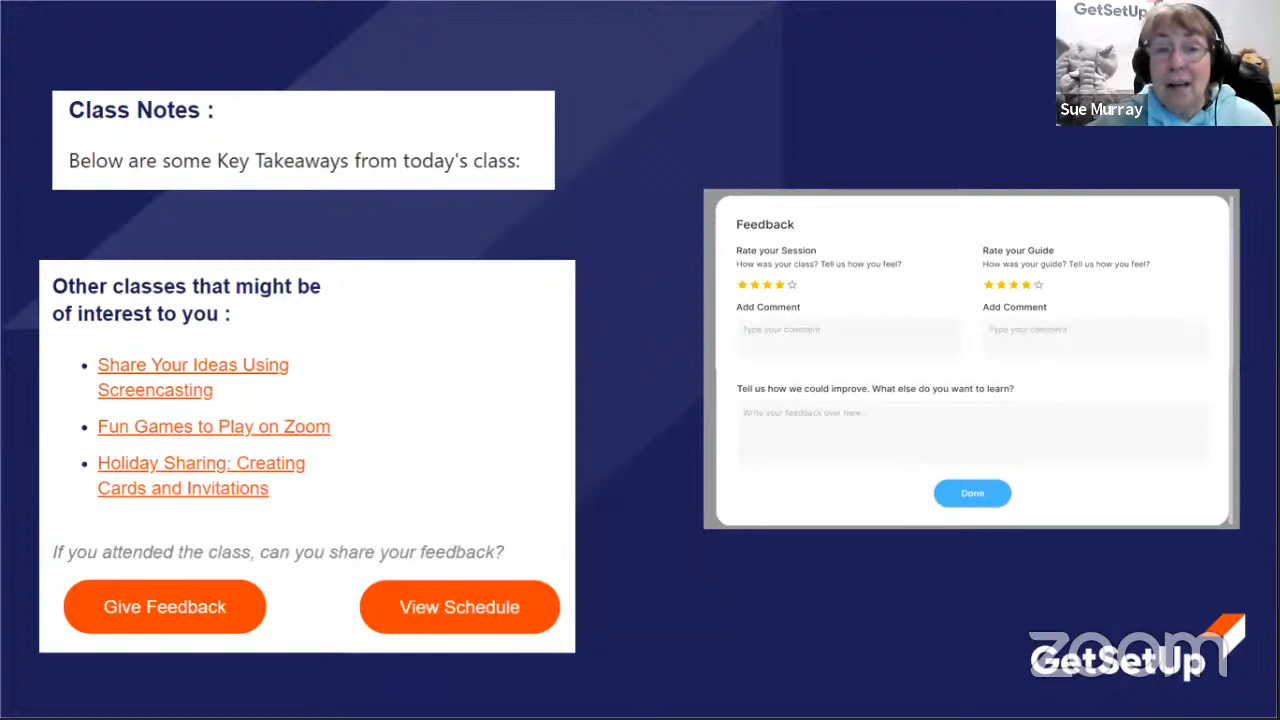 GetSetUp
Sue Murray
Class Notes :
Below are some Key Takeaways from today's class:
Other classes that might be
of interest to you :
Share Your Ideas Using
Screencasting
Fun Games to Play on Zoom
Holiday Sharing: Creating
Cards and Invitations
If you attended the class, can you share your feedback?
Give Feedback
View Schedule
Feedback
Rate your Session
How was your class? Tell us how you feel?
Add Comment
Type your comment
Rate your Guide
How was your guide? Tell us how you feel?
Add Comment
Type your comment
Tell us how we could improve. What else do you want to learn?
Write your feedback over here...
Done
zoom
GetSetUp